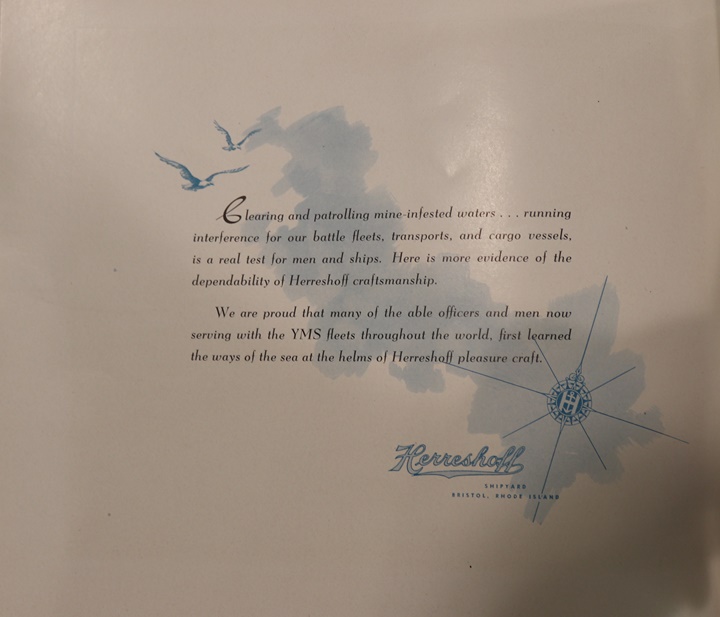 Clearing and patrolling mine-infested waters . . . running
interference for our battle fleets, transports, and cargo vessels,
is a real test for men and ships. Here is more evidence of the
dependability of Herreshoff craftsmanship.
We are proud that many of the able officers and men now
serving with the YMS fleets throughout the world, first learned
the ways of the sea at the helms of Herreshoff pleasure craft.
Herreshoff
SHIPYARD
BRISTOL, RHODE ISLAND